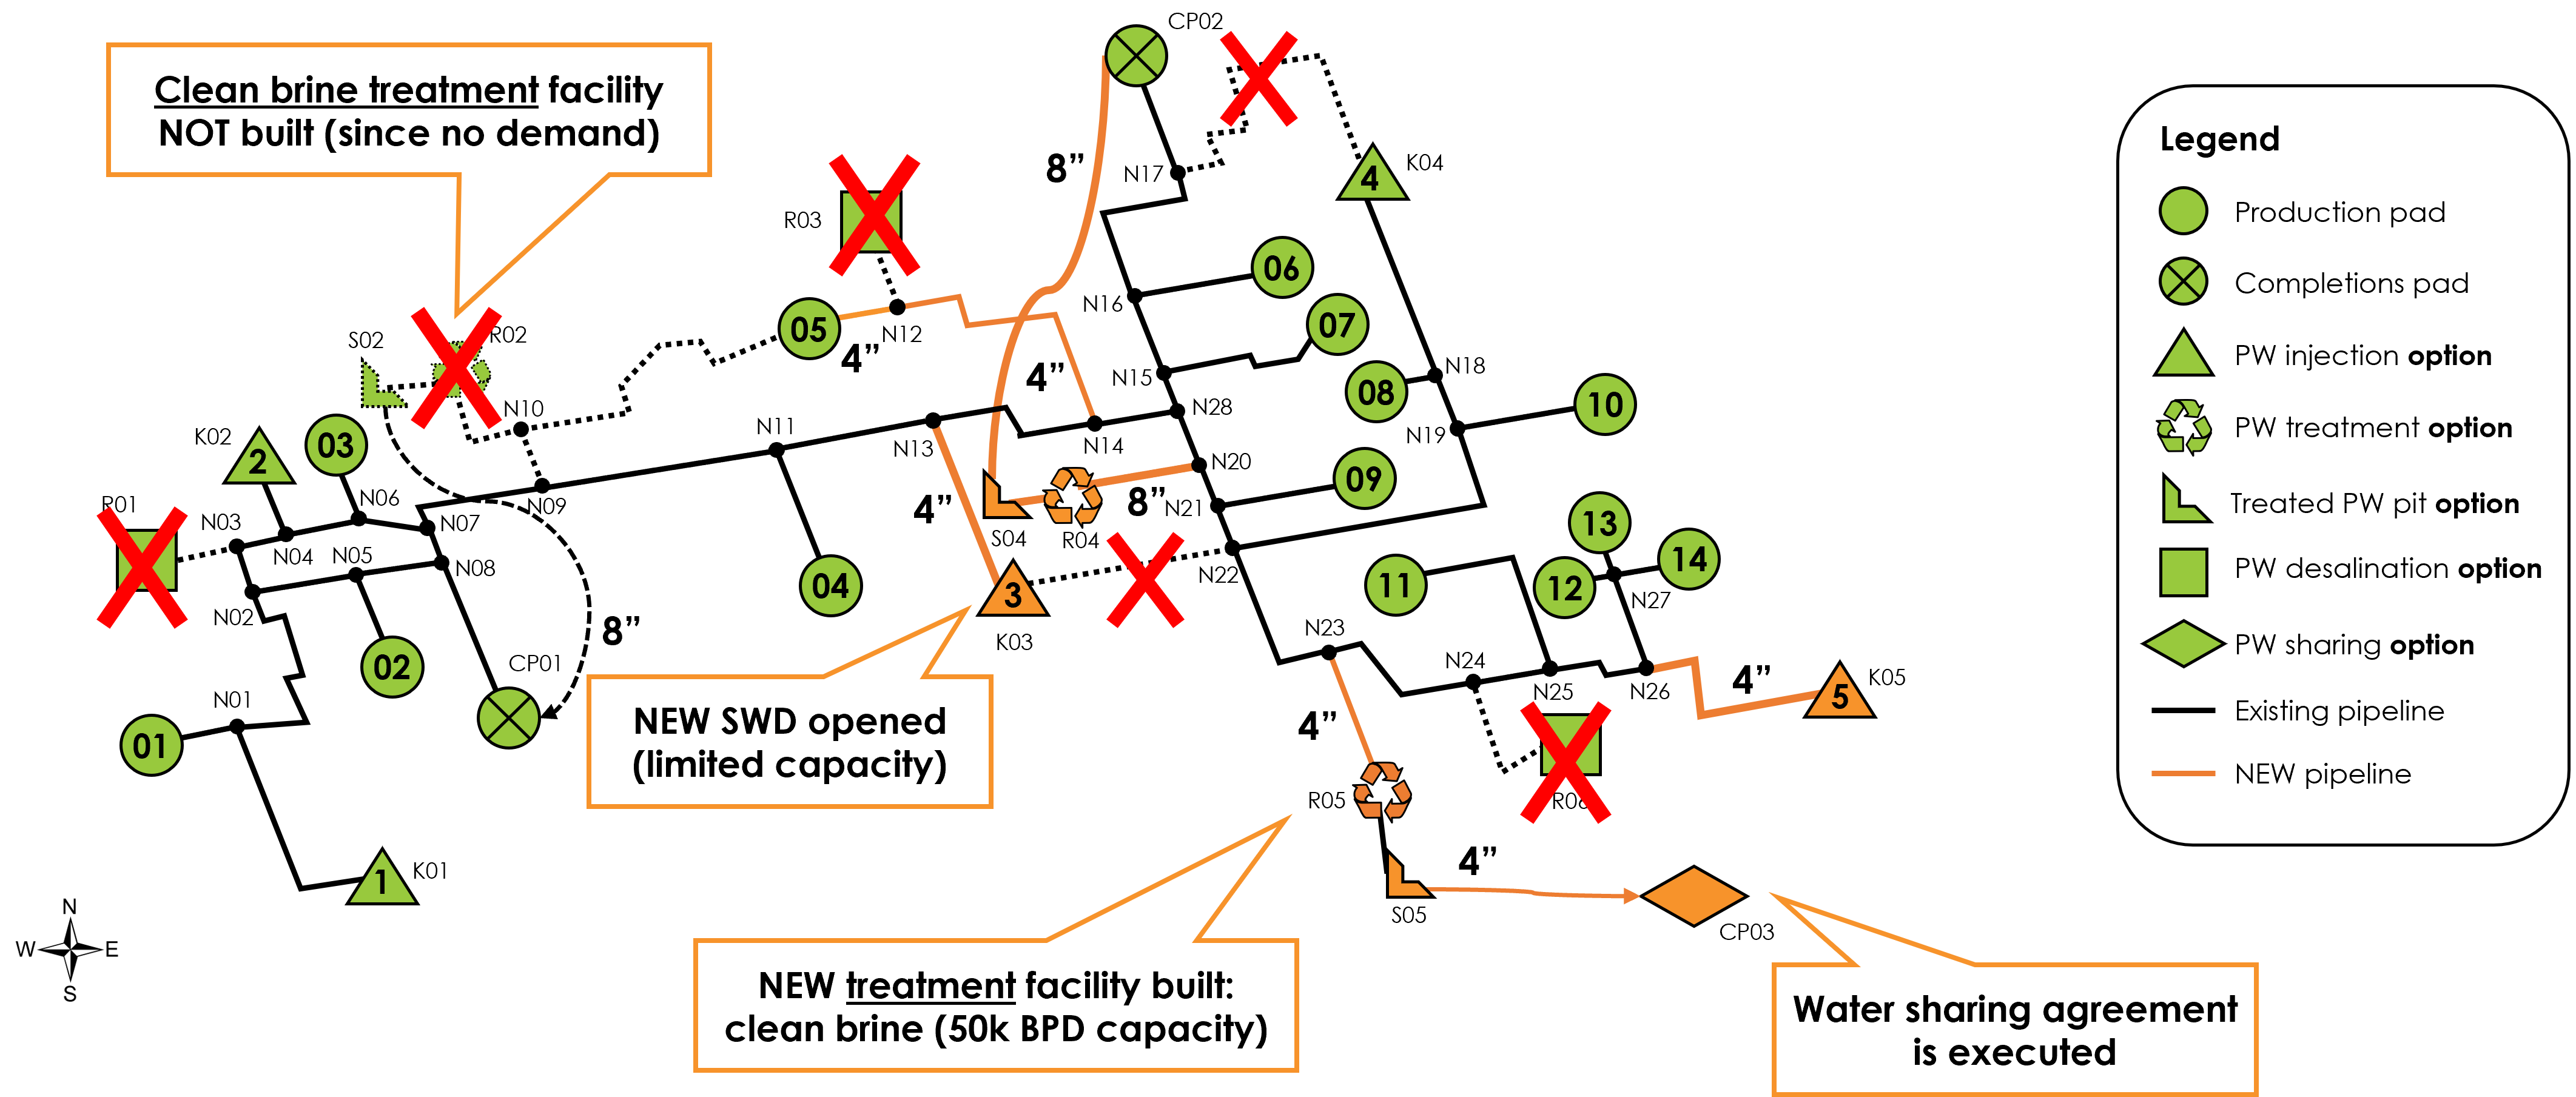 CP02
Clean brine treatment facility
NOT built (since no demand)
8”
N17
4
K04
R03
N16
06
05
N12
4”
07
S02
R02
N15
4”
N18
08
10
N10
N28
N11
N13
N14
N19
K02
03
2
N20
09
R01
N03
N06
N09
N07
4”
8”
N21
N04
N05
N08
S04
R04
13
N22
14
11
12
N27
04
3
K03
N02
8”
02
CP01
N23
N24
N25
N26
4”
5
K05
N01
01
NEW SWD opened
(limited capacity)
4”
R05
R06
1
K01
4”
S05
CP03
NEW treatment facility built:
clean brine (50k BPD capacity)
Water sharing agreement
is executed
N
W
E
S
Legend
Production pad
Completions pad
PW injection option
PW treatment option
Treated PW pit option
PW desalination option
PW sharing option
Existing pipeline
NEW pipeline